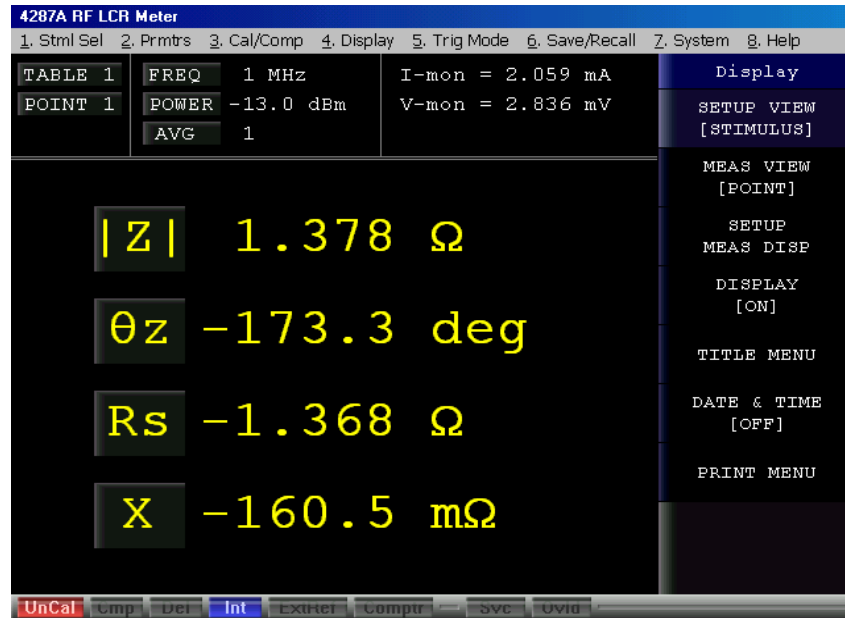 4287A RF LCR Meter
1. Stml Sel 2. Prmtrs 3. Cal/Comp 4. Display 5. Trig Mode 6. Save/Recall 7. System 8. Help
TABLE 1 FREQ 1 MHz I-mon = 2.059 mA
POINT 1 POWER -13.0 dBm V-mon = 2.836 mV
AVG 1
|Z| 1.378 Ω
θz -173.3 deg
Rs -1.368 Ω
X -160.5 mΩ
Display
SETUP VIEW
[STIMULUS]
MEAS VIEW
[POINT]
SETUP
MEAS DISP
DISPLAY
[ON]
TITLE MENU
DATE & TIME
[OFF]
PRINT MENU
UnCal Cmp Del Int ExtRef Comptr Svc Ovld